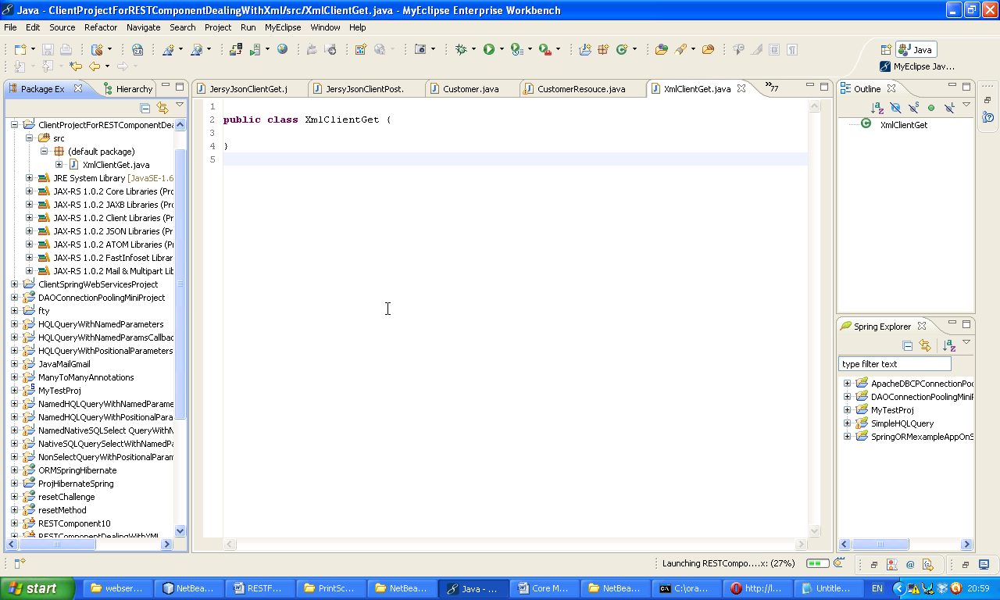 Java - ClientProjectForRESTComponentDealingWithXml/src/XmlClientGet.java - MyEclipse Enterprise Workbench
File Edit Source Refactor Navigate Search Project Run MyEclipse Window Help
2.0
Java
MyEclipse Jav...
Package Ex
Hierarchy
JersyJsonClientGet.j
JersyJsonClientPost.
Customer.java
CustomerResouce.java
XmlClientGet.java
77
Outline
ClientProjectForRESTComponentDea
src
(default package)
XmlClientGet.java
JRE System Library [JavaSE-1.6
JAX-RS 1.0.2 Core Libraries (Pro
JAX-RS 1.0.2 JAXB Libraries (Pro
JAX-RS 1.0.2 Client Libraries (Pr
JAX-RS 1.0.2 JSON Libraries (Pr
JAX-RS 1.0.2 ATOM Libraries (Pr
JAX-RS 1.0.2 FastInfoset Librar
JAX-RS 1.0.2 Mail & Multipart Lib
ClientSpringWebServicesProject
DAOConnectionPoolingMiniProject
fty
HQLQueryWithNamedParameters
HQLQueryWithNamedParamsCallbac
HQLQueryWithPositionalParameters
JavaMailGmail
ManyToManyAnnotations
MyTestProj
NamedHQLQueryWithNamedParame
NamedHQLQueryWithPositionalPara
NamedNativeSQLSelect QueryWithN
NativeSQLQuerySelectWithNamedPa
NonSelectQueryWithPositionalParam
ORMSpringHibernate
ProjHibernateSpring
resetChallenge
resetMethod
RESTComponent10
RESTComponentDealingWithXML
1
2 public class XmlClientGet {
3
4 }
5
XmlClientGet
Spring Explorer
type filter text
ApacheDBCPConnectionPoo
DAOConnectionPoolingMiniP
MyTestProj
SimpleHQLQuery
SpringORMexampleAppOnS
Launching RESTCompo....x: (27%)
start
webser...
NetBea...
RESTF...
PrintSc...
NetBea...
Java - ...
Core M...
NetBea...
C:\ora...
http://l...
Untitle...
EN
20:59